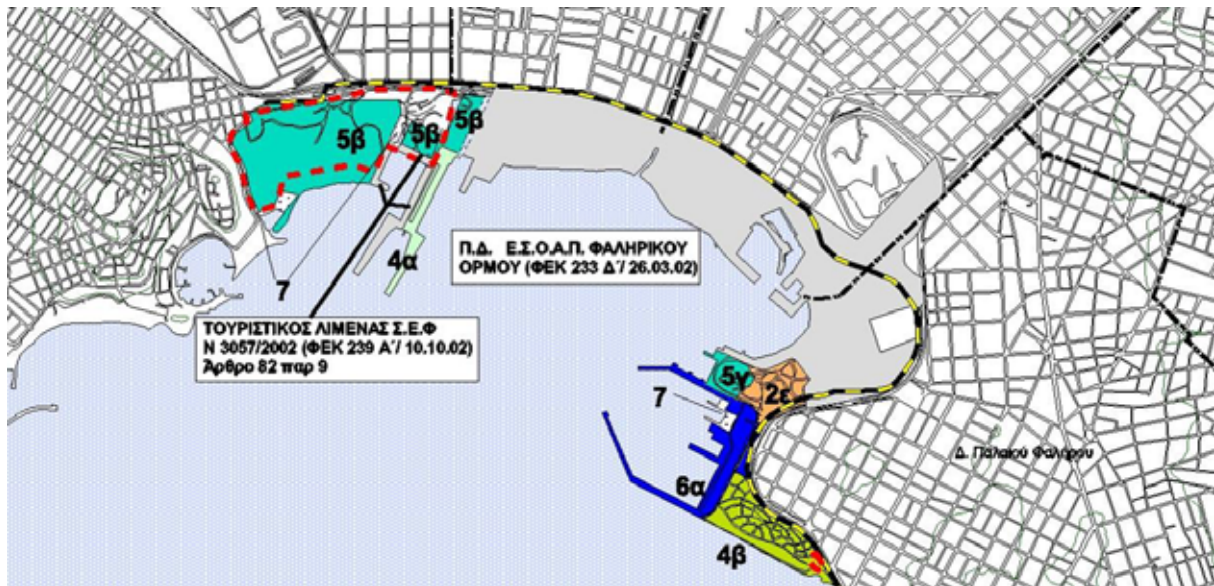 5β
5β
5β
4α
Π.Δ. Ε.Σ.Ο.Α.Π. ΦΑΛΗΡΙΚΟΥ
ΟΡΜΟΥ (ΦΕΚ 233 Δ΄/ 26.03.02)
7
ΤΟΥΡΙΣΤΙΚΟΣ ΛΙΜΕΝΑΣ Σ.Ε.Φ
Ν 3057/2002 (ΦΕΚ 239 Α΄/ 10.10.02)
Άρθρο 82 παρ 9
5γ
2ε
7
Δ. Παλαιού Φαλήρου
6α
4β